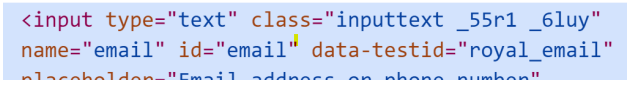 <input type="text" class="inputtext _55r1 _6luy"
name="email" id="email" data-testid="royal_email"
placeholder="Email address or phone number"